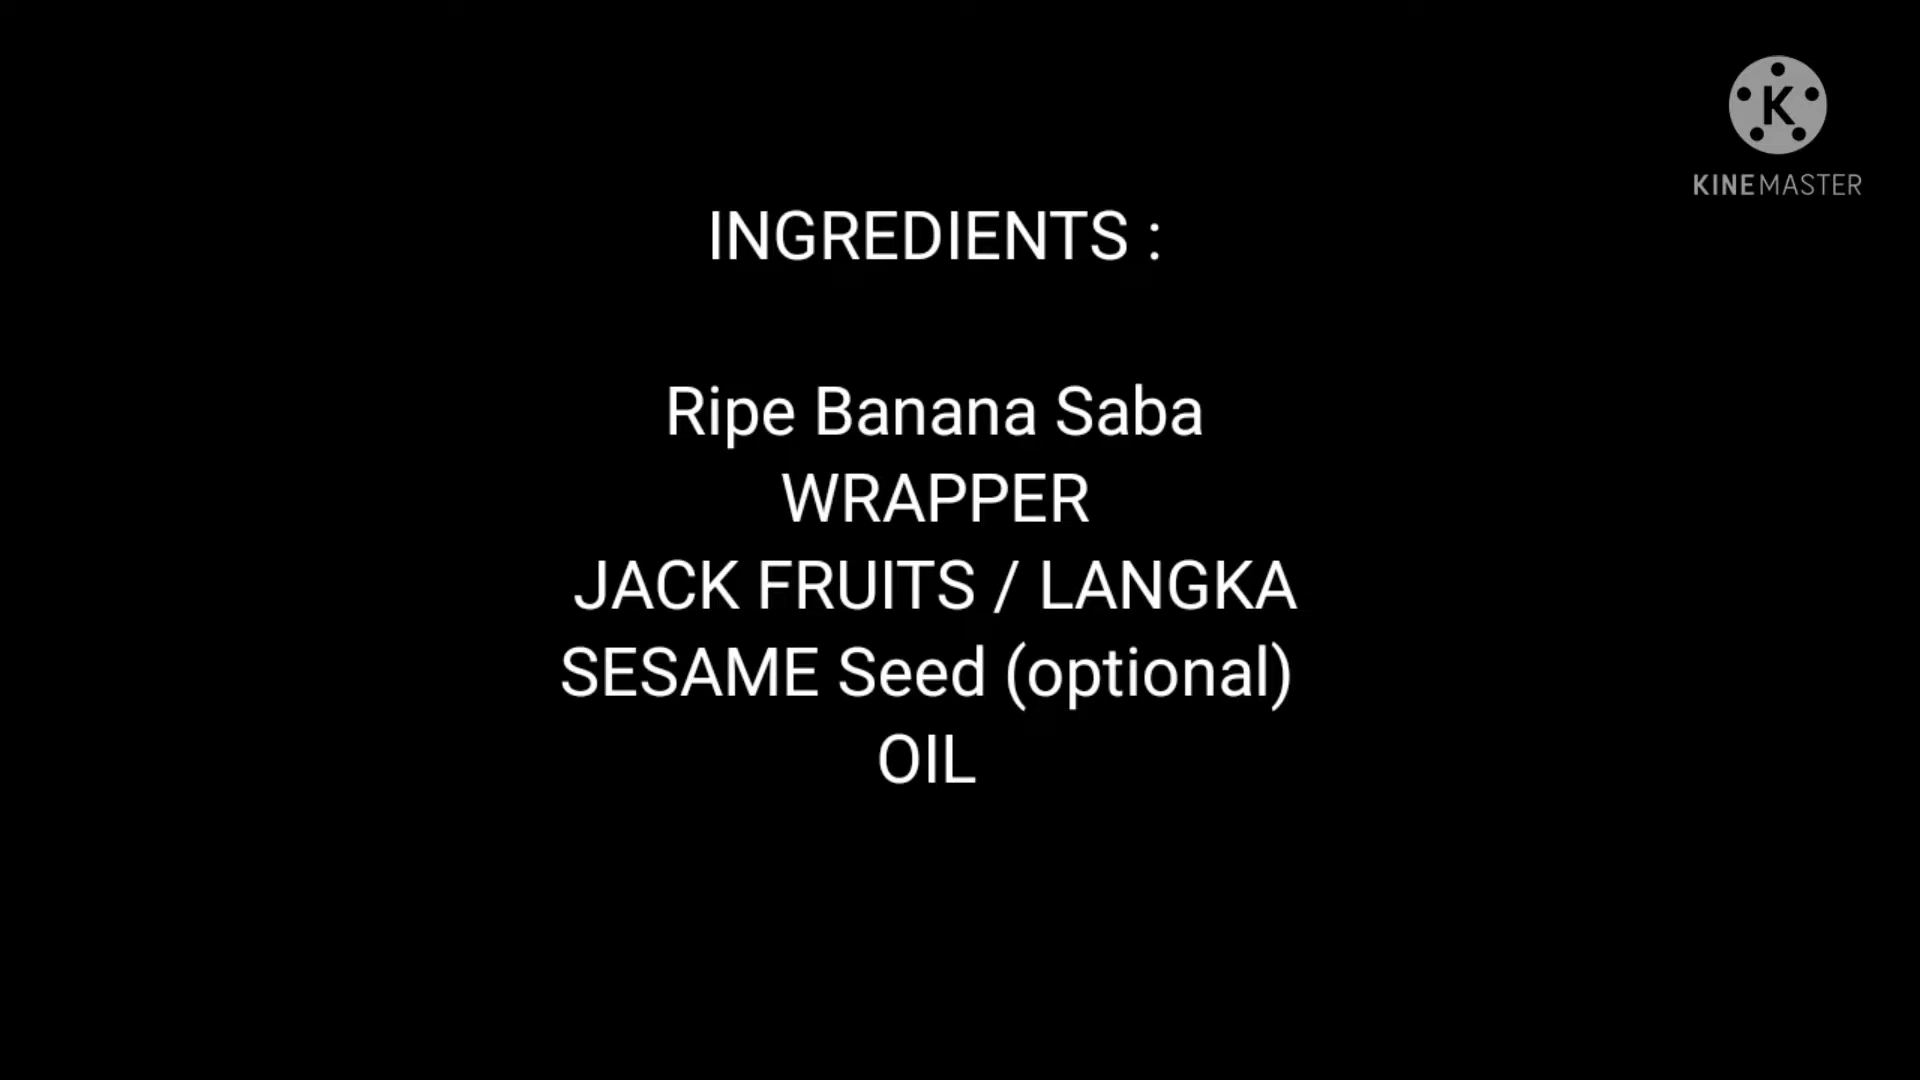 K
KINEMASTER
INGREDIENTS :
Ripe Banana Saba
WRAPPER
JACK FRUITS / LANGKA
SESAME Seed (optional)
OIL